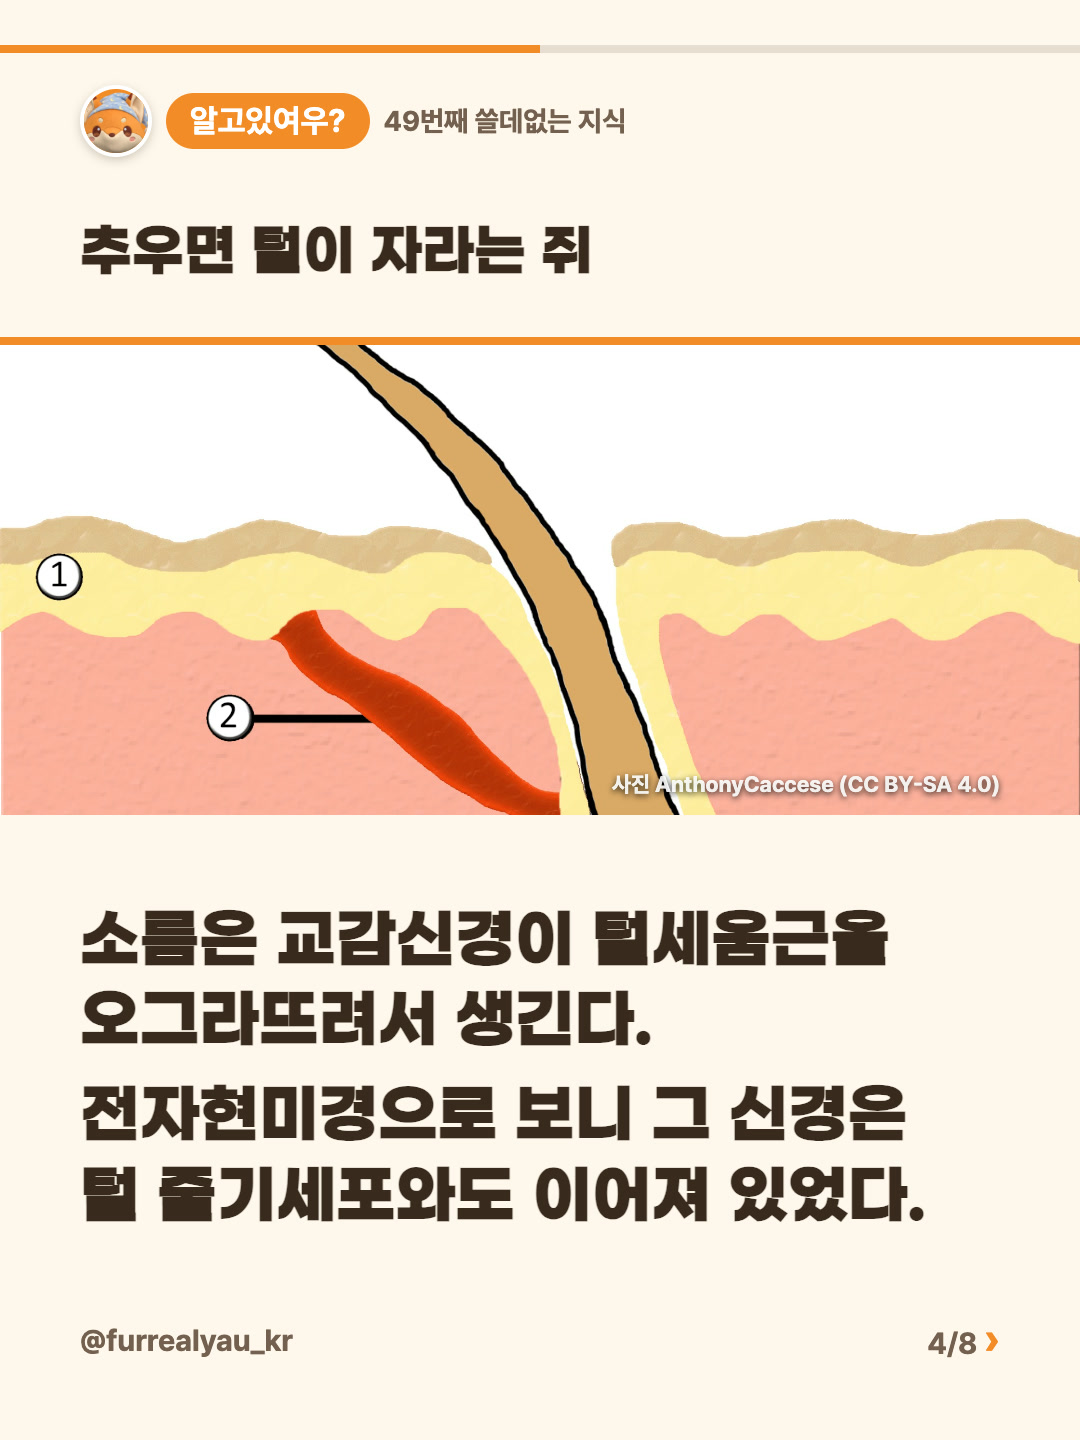 알고있여우? 49번째 쓸데없는 지식
추우면 털이 자라는 쥐
1
2
사진 AnthonyCaccese (CC BY-SA 4.0)
소름은 교감신경이 털세움근을
오그라뜨려서 생긴다.
전자현미경으로 보니 그 신경은
털 줄기세포와도 이어져 있었다.
@furrealyau_kr
4/8 ›